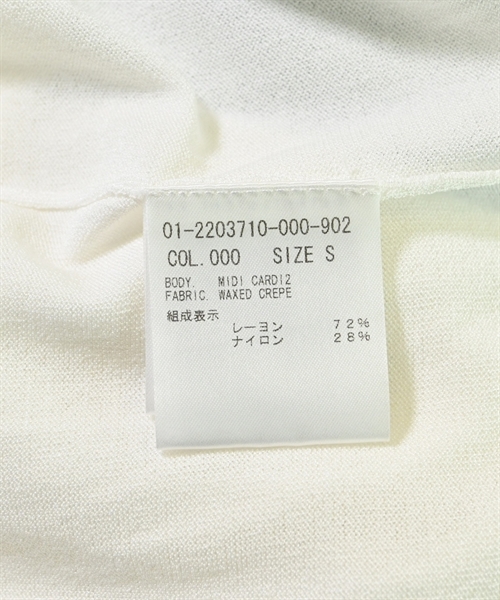 01-2203710-000-902
COL.000 SIZE S
BODY. MIDI CARDI2
FABRIC. WAXED CREPE
組成表示
レーヨン 72%
ナイロン 28%